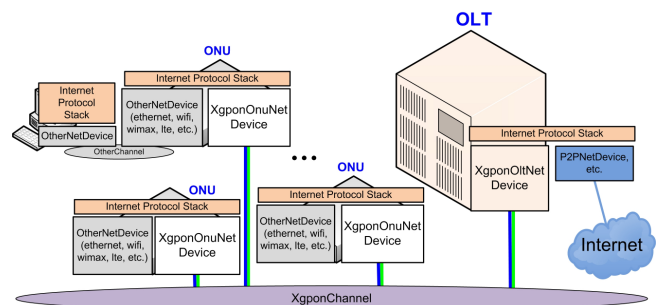 OLT
ONU
Internet Protocol Stack
Internet
Protocol
Stack
OtherNetDevice
OtherChannel
OtherNetDevice
(ethernet, wifi,
wimax, lte, etc.)
XgponOnuNet
Device
...
Internet Protocol Stack
XgponOltNet
Device
P2PNetDevice,
etc.
Internet
ONU
Internet Protocol Stack
OtherNetDevice
(ethernet, wifi,
wimax, lte, etc.)
XgponOnuNet
Device
ONU
Internet Protocol Stack
OtherNetDevice
(ethernet, wifi,
wimax, lte, etc.)
XgponOnuNet
Device
XgponChannel